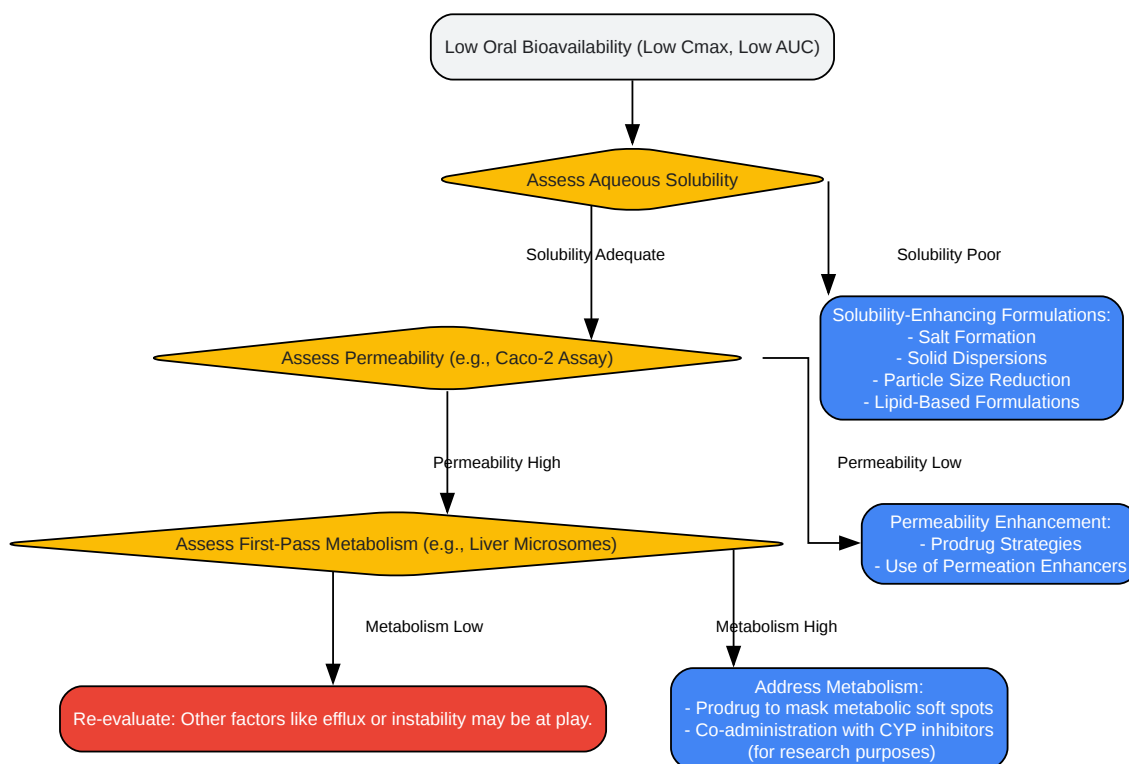 Low Oral Bioavailability (Low Cmax, Low AUC)
Assess Aqueous Solubility
Solubility Adequate
Solubility Poor
Solubility-Enhancing Formulations:
- Salt Formation
- Solid Dispersions
- Particle Size Reduction
- Lipid-Based Formulations
Assess Permeability (e.g., Caco-2 Assay)
Permeability High
Permeability Low
Permeability Enhancement:
- Prodrug Strategies
- Use of Permeation Enhancers
Assess First-Pass Metabolism (e.g., Liver Microsomes)
Metabolism Low
Metabolism High
Re-evaluate: Other factors like efflux or instability may be at play.
Address Metabolism:
- Prodrug to mask metabolic soft spots
- Co-administration with CYP inhibitors
(for research purposes)